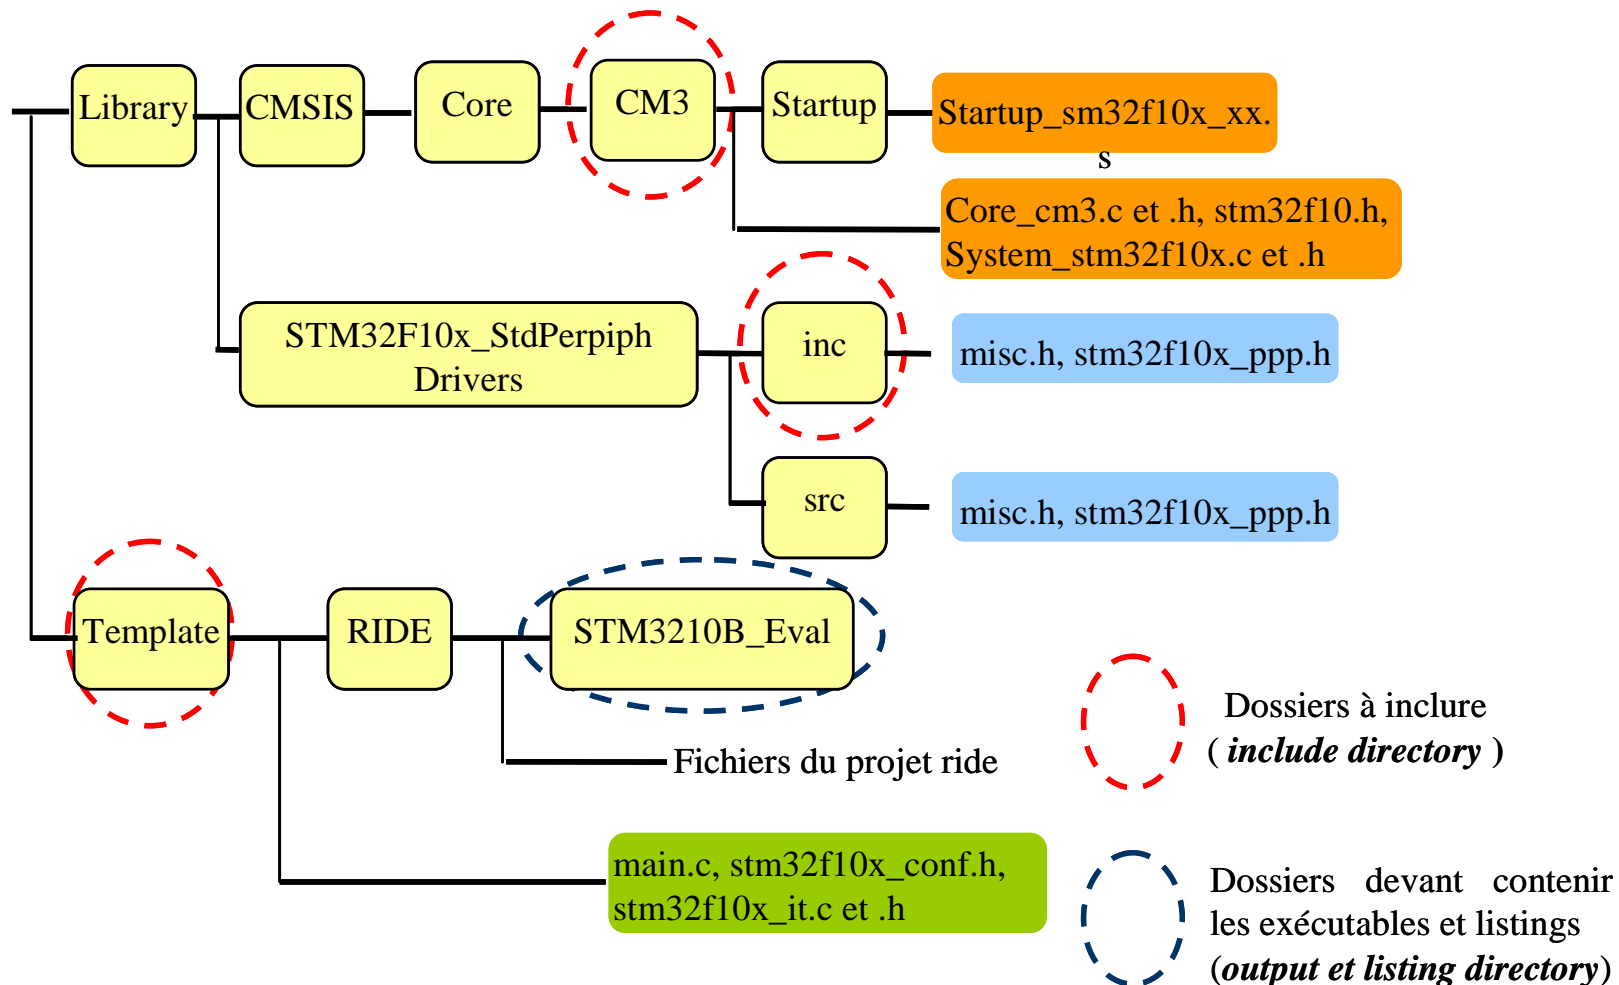 Library
CMSIS
Core
CM3
Startup
Startup_sm32f10x_xx.
s
Core_cm3.c et .h, stm32f10.h,
System_stm32f10x.c et .h
STM32F10x_StdPerpiph
Drivers
inc
misc.h, stm32f10x_ppp.h
src
misc.h, stm32f10x_ppp.h
Template
RIDE
STM3210B_Eval
Fichiers du projet ride
main.c, stm32f10x_conf.h,
stm32f10x_it.c et .h
Dossiers à inclure
( include directory )
Dossiers devant contenir
les exécutables et listings
(output et listing directory)